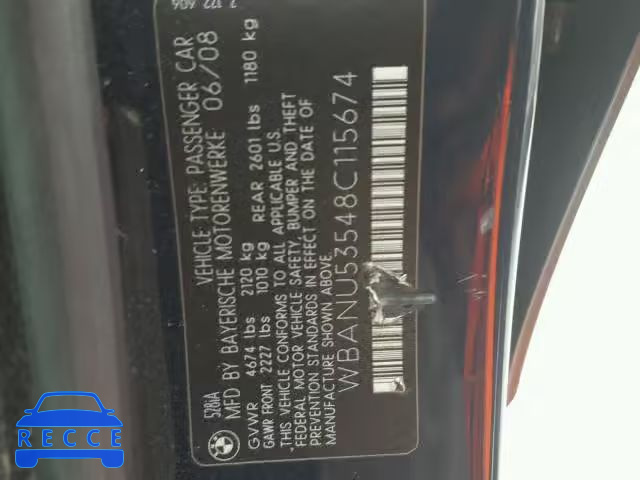 528iA
VEHICLE TYPE: PASSENGER CAR
MFD BY BAYERISCHE MOTORENWERKE 06/08
GVWR 4674 lbs 2120 kg
GAWR FRONT 2227 lbs 1010 kg REAR 2601 lbs 1180 kg
THIS VEHICLE CONFORMS TO ALL APPLICABLE U.S.
FEDERAL MOTOR VEHICLE SAFETY, BUMPER AND THEFT
PREVENTION STANDARDS IN EFFECT ON THE DATE OF
MANUFACTURE SHOWN ABOVE.
WBANU53548C115674
RECCE